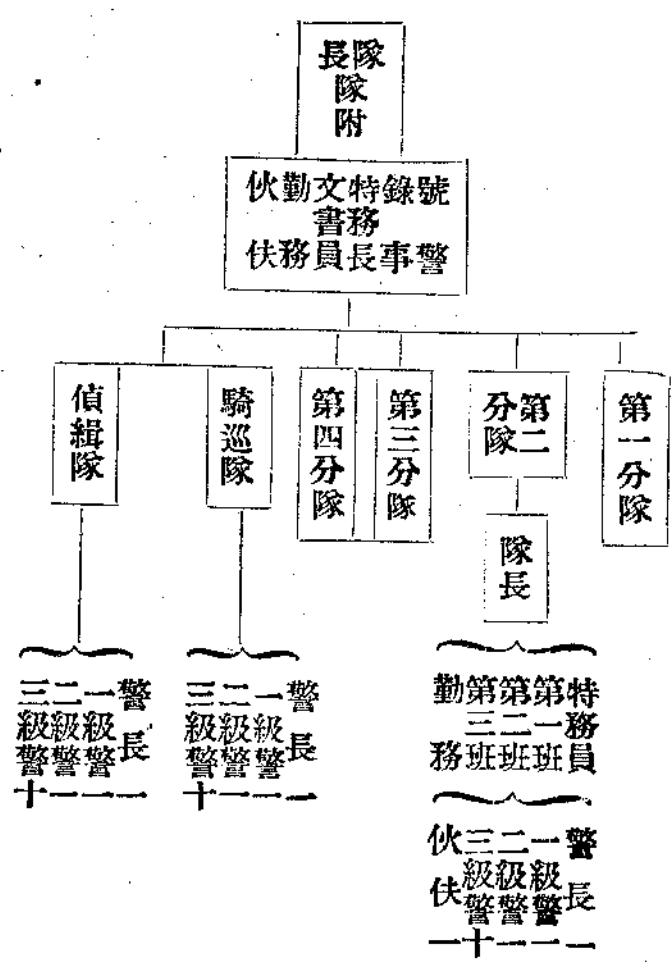 隊長
隊附
號警
錄事
特務長
文書員
勤務
伙伕
第一分隊
第二
分隊
隊長
特務員
第一班
第二班
第三班
勤務
警長一
一級警一
二級警一
三級警十
伙伕一
第三分隊
第四分隊
騎巡隊
警長一
一級警一
二級警一
三級警十
偵緝隊
警長一
一級警一
二級警一
三級警十